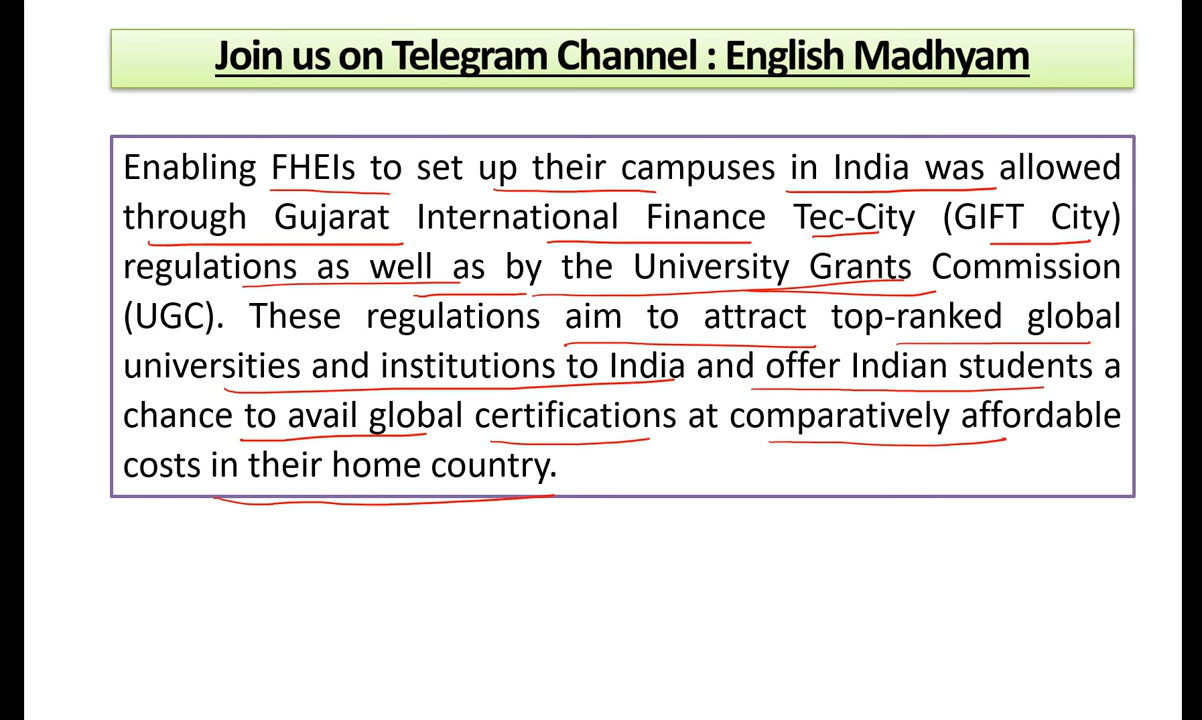 Join us on Telegram Channel : English Madhyam
Enabling FHEIs to set up their campuses in India was allowed
through Gujarat International Finance Tec-City (GIFT City)
regulations as well as by the University Grants Commission
(UGC). These regulations aim to attract top-ranked global
universities and institutions to India and offer Indian students a
chance to avail global certifications at comparatively affordable
costs in their home country.